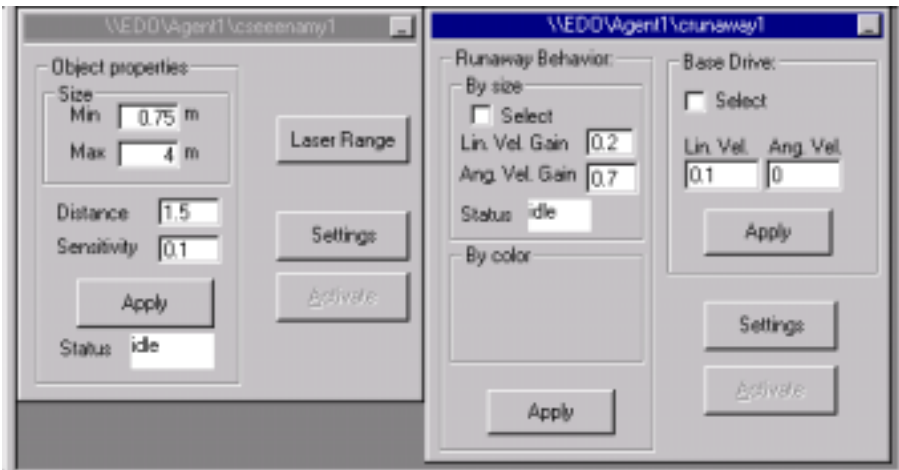 \\EDO\Agent1\cseeenamy1
Object properties
Size
Min 0.75 m
Max 4 m
Laser Range
Distance 1.5
Sensitivity 0.1
Settings
Apply
Activate
Status idle
\\EDO\Agent1\crunaway1
Runaway Behavior:
By size
Select
Lin. Vel. Gain 0.2
Ang. Vel. Gain 0.7
Status idle
By color
Apply
Base Drive:
Select
Lin. Vel. Ang. Vel.
0.1 0
Apply
Settings
Activate